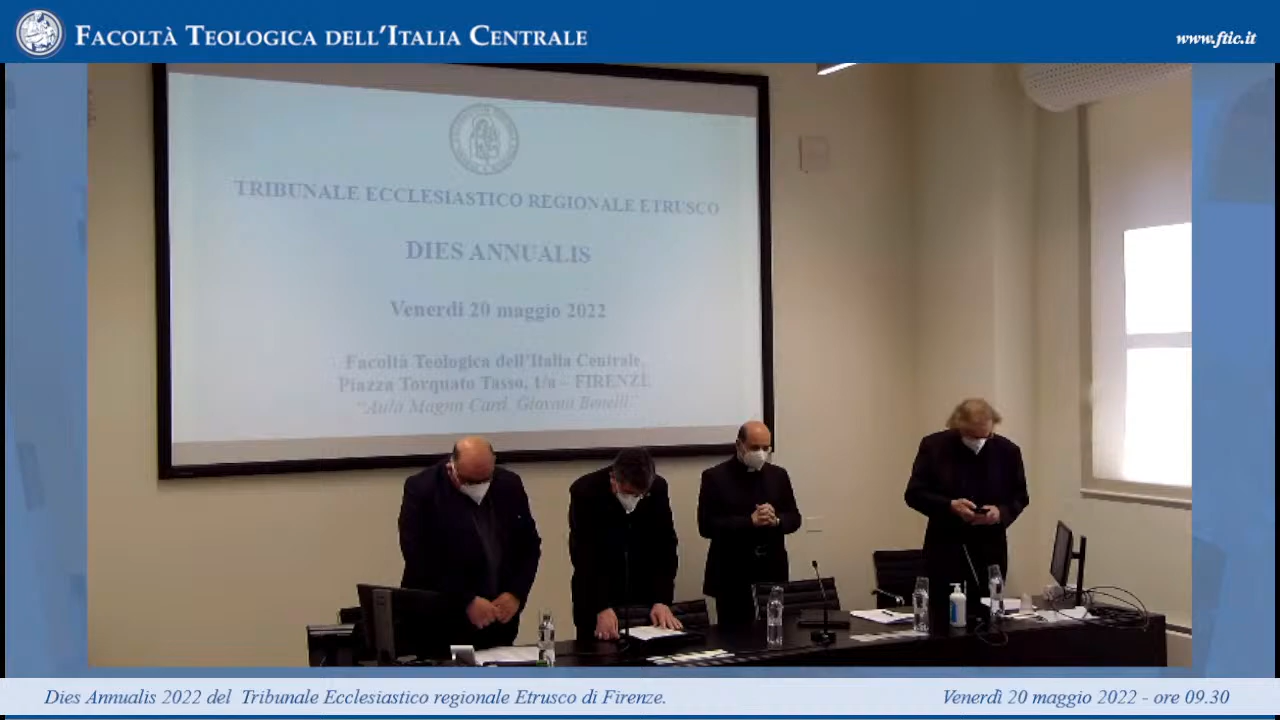 FACOLTÀ TEOLOGICA DELL'ITALIA CENTRALE
www.ftic.it
TRIBUNALE ECCLESIASTICO REGIONALE ETRUSCO
DIES ANNUALIS
Venerdì 20 maggio 2022
Facoltà Teologica dell'Italia Centrale
Piazza Torquato Tasso, 1/a – FIRENZE
"Aula Magna Card. Giovani Benelli"
Dies Annualis 2022 del Tribunale Ecclesiastico regionale Etrusco di Firenze.
Venerdì 20 maggio 2022 - ore 09.30